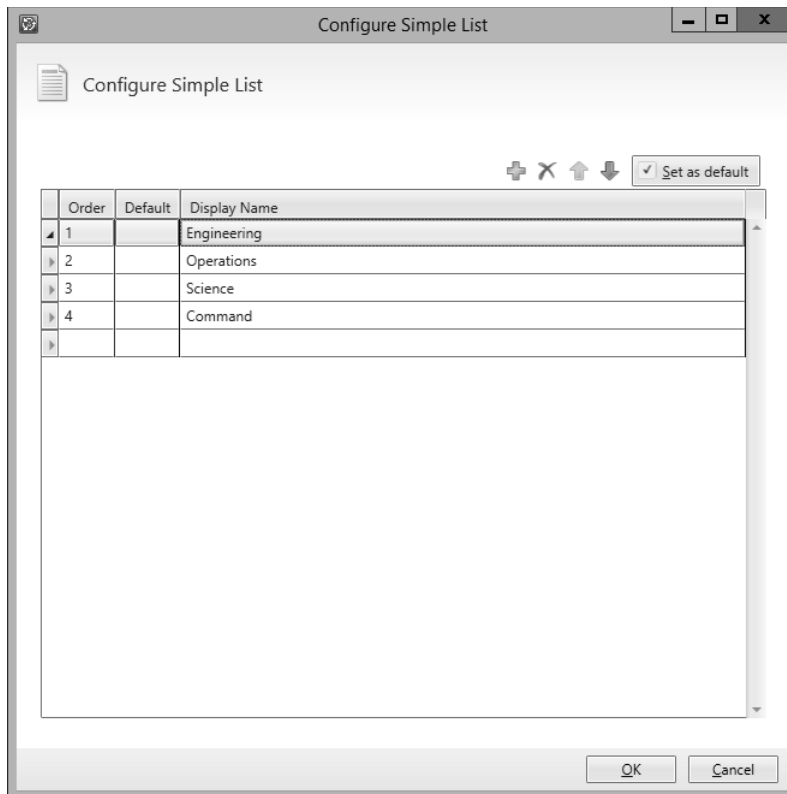 Configure Simple List
Configure Simple List
Set as default
Order Default Display Name
1 Engineering
2 Operations
3 Science
4 Command
OK Cancel